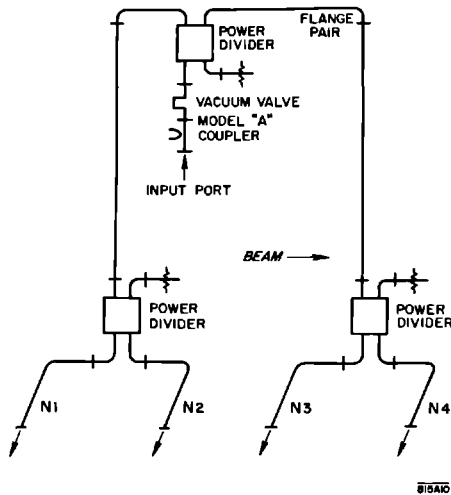 POWER
DIVIDER
FLANGE
PAIR
VACUUM VALVE
MODEL "A"
COUPLER
INPUT PORT
BEAM
POWER
DIVIDER
POWER
DIVIDER
N1
N2
N3
N4
815A10